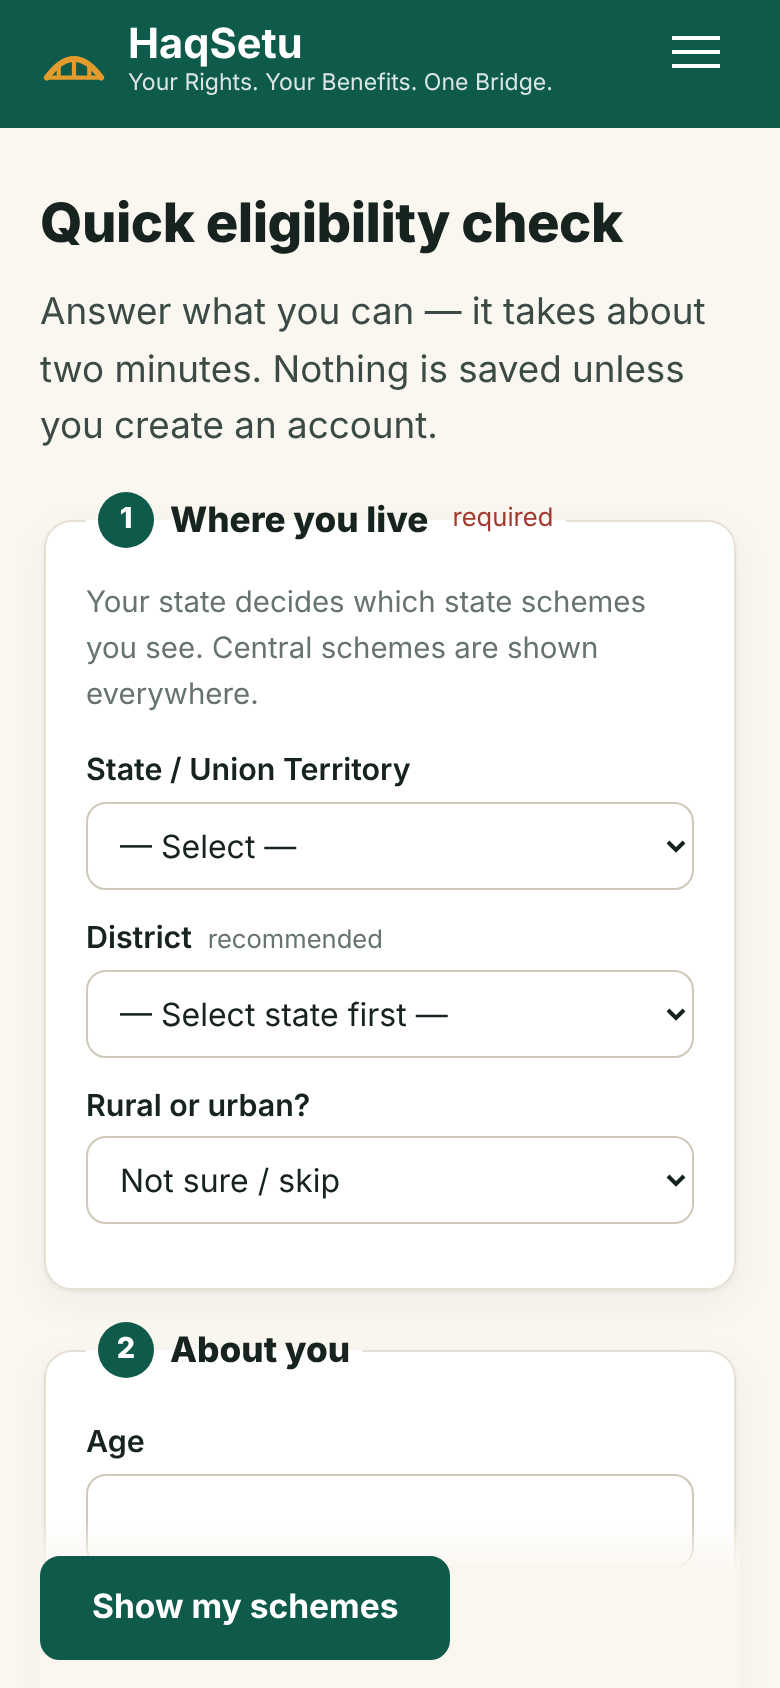 HaqSetu
Your Rights. Your Benefits. One Bridge.
Quick eligibility check
Answer what you can — it takes about
two minutes. Nothing is saved unless
you create an account.
1 Where you live required
Your state decides which state schemes
you see. Central schemes are shown
everywhere.
State / Union Territory
— Select —
District recommended
— Select state first —
Rural or urban?
Not sure / skip
2 About you
Age
Show my schemes